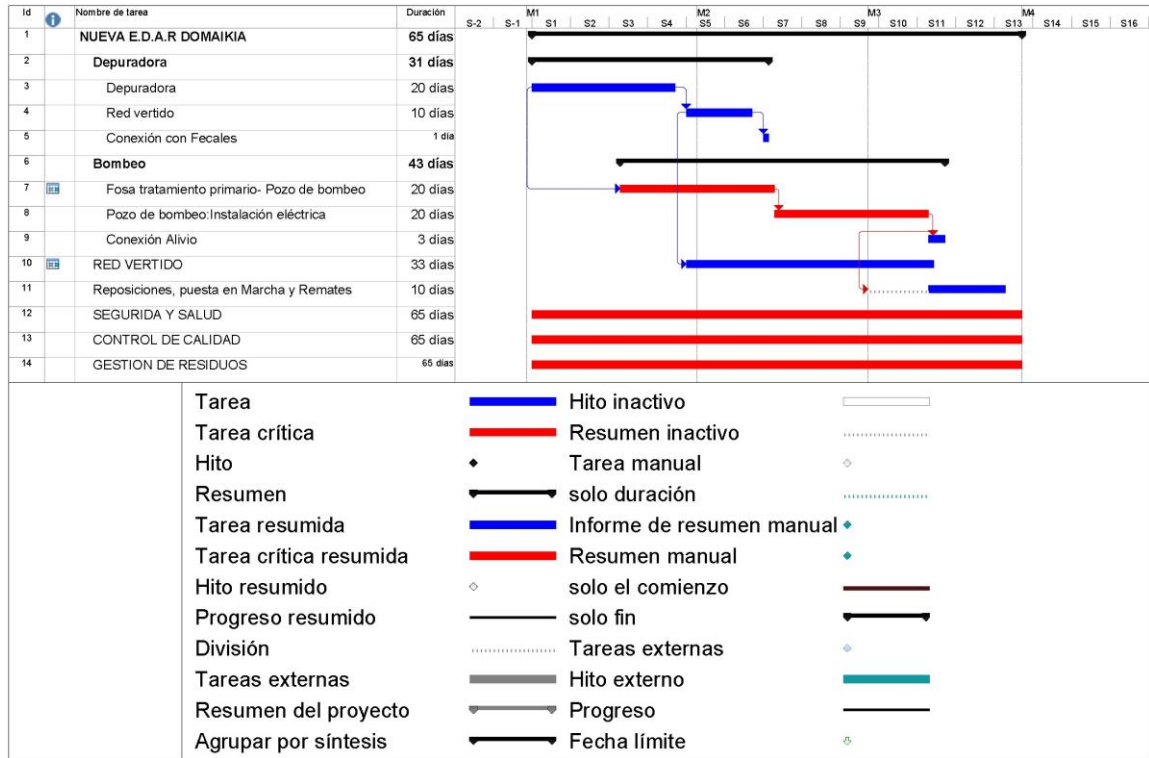 Id Nombre de tarea Duración M1 M2 M3 M4
S-2 S-1 S1 S2 S3 S4 S5 S6 S7 S8 S9 S10 S11 S12 S13 S14 S15 S16
1 NUEVA E.D.A.R DOMAIKIA 65 días
2 Depuradora 31 días
3 Depuradora 20 días
4 Red vertido 10 días
5 Conexión con Fecales 1 día
6 Bombeo 43 días
7 Fosa tratamiento primario- Pozo de bombeo 20 días
8 Pozo de bombeo:Instalación eléctrica 20 días
9 Conexión Alivio 3 días
10 RED VERTIDO 33 días
11 Reposiciones, puesta en Marcha y Remates 10 días
12 SEGURIDA Y SALUD 65 días
13 CONTROL DE CALIDAD 65 días
14 GESTION DE RESIDUOS 65 días
Tarea Hito inactivo
Tarea crítica Resumen inactivo
Hito Tarea manual
Resumen solo duración
Tarea resumida Informe de resumen manual
Tarea crítica resumida Resumen manual
Hito resumido solo el comienzo
Progreso resumido solo fin
División Tareas externas
Tareas externas Hito externo
Resumen del proyecto Progreso
Agrupar por síntesis Fecha límite